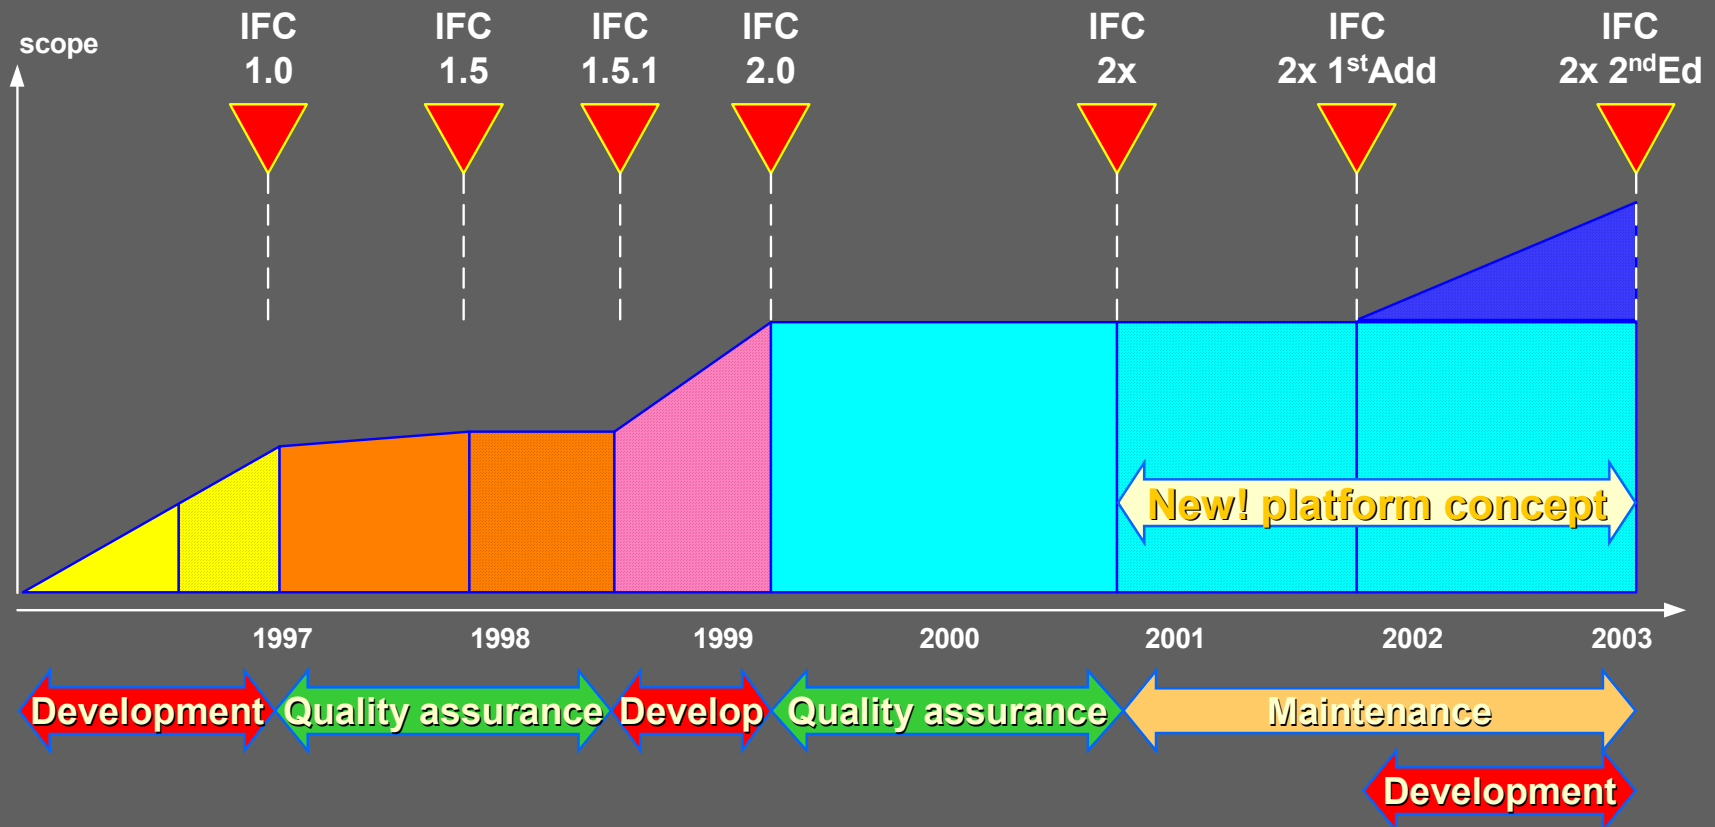 scope
IFC
1.0
IFC
1.5
IFC
1.5.1
IFC
2.0
IFC
2x
IFC
2x 1stAdd
IFC
2x 2ndEd
New! platform concept
1997 1998 1999 2000 2001 2002 2003
Development Quality assurance Develop Quality assurance Maintenance
Development